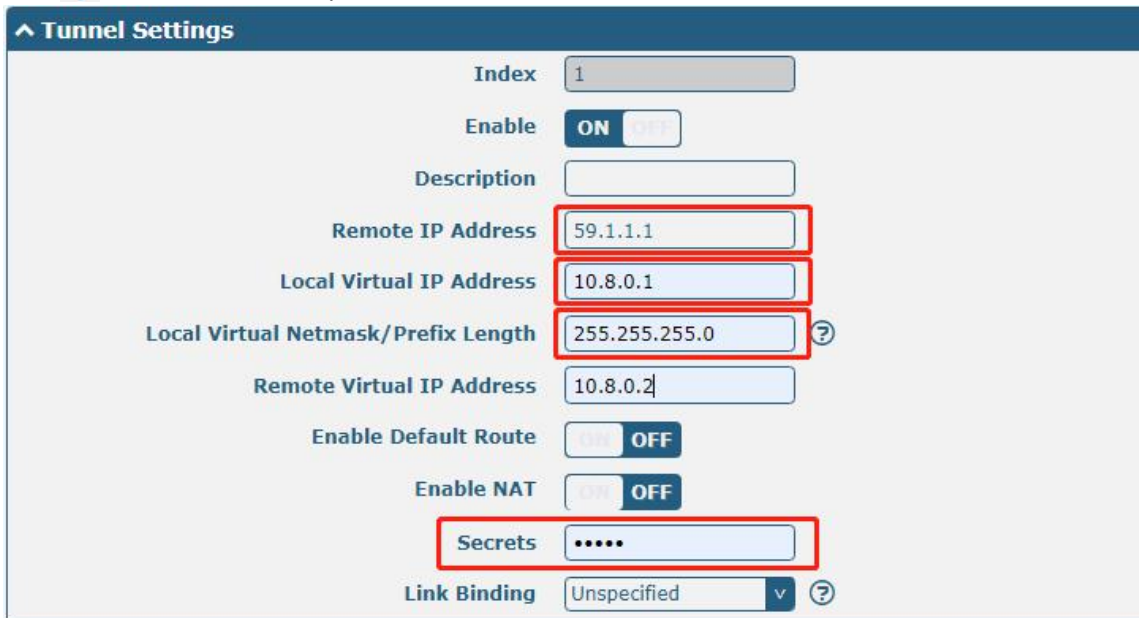 Tunnel Settings
Index 1
Enable ON OFF
Description
Remote IP Address 59.1.1.1
Local Virtual IP Address 10.8.0.1
Local Virtual Netmask/Prefix Length 255.255.255.0 ?
Remote Virtual IP Address 10.8.0.2
Enable Default Route ON OFF
Enable NAT ON OFF
Secrets •••••
Link Binding Unspecified v ?